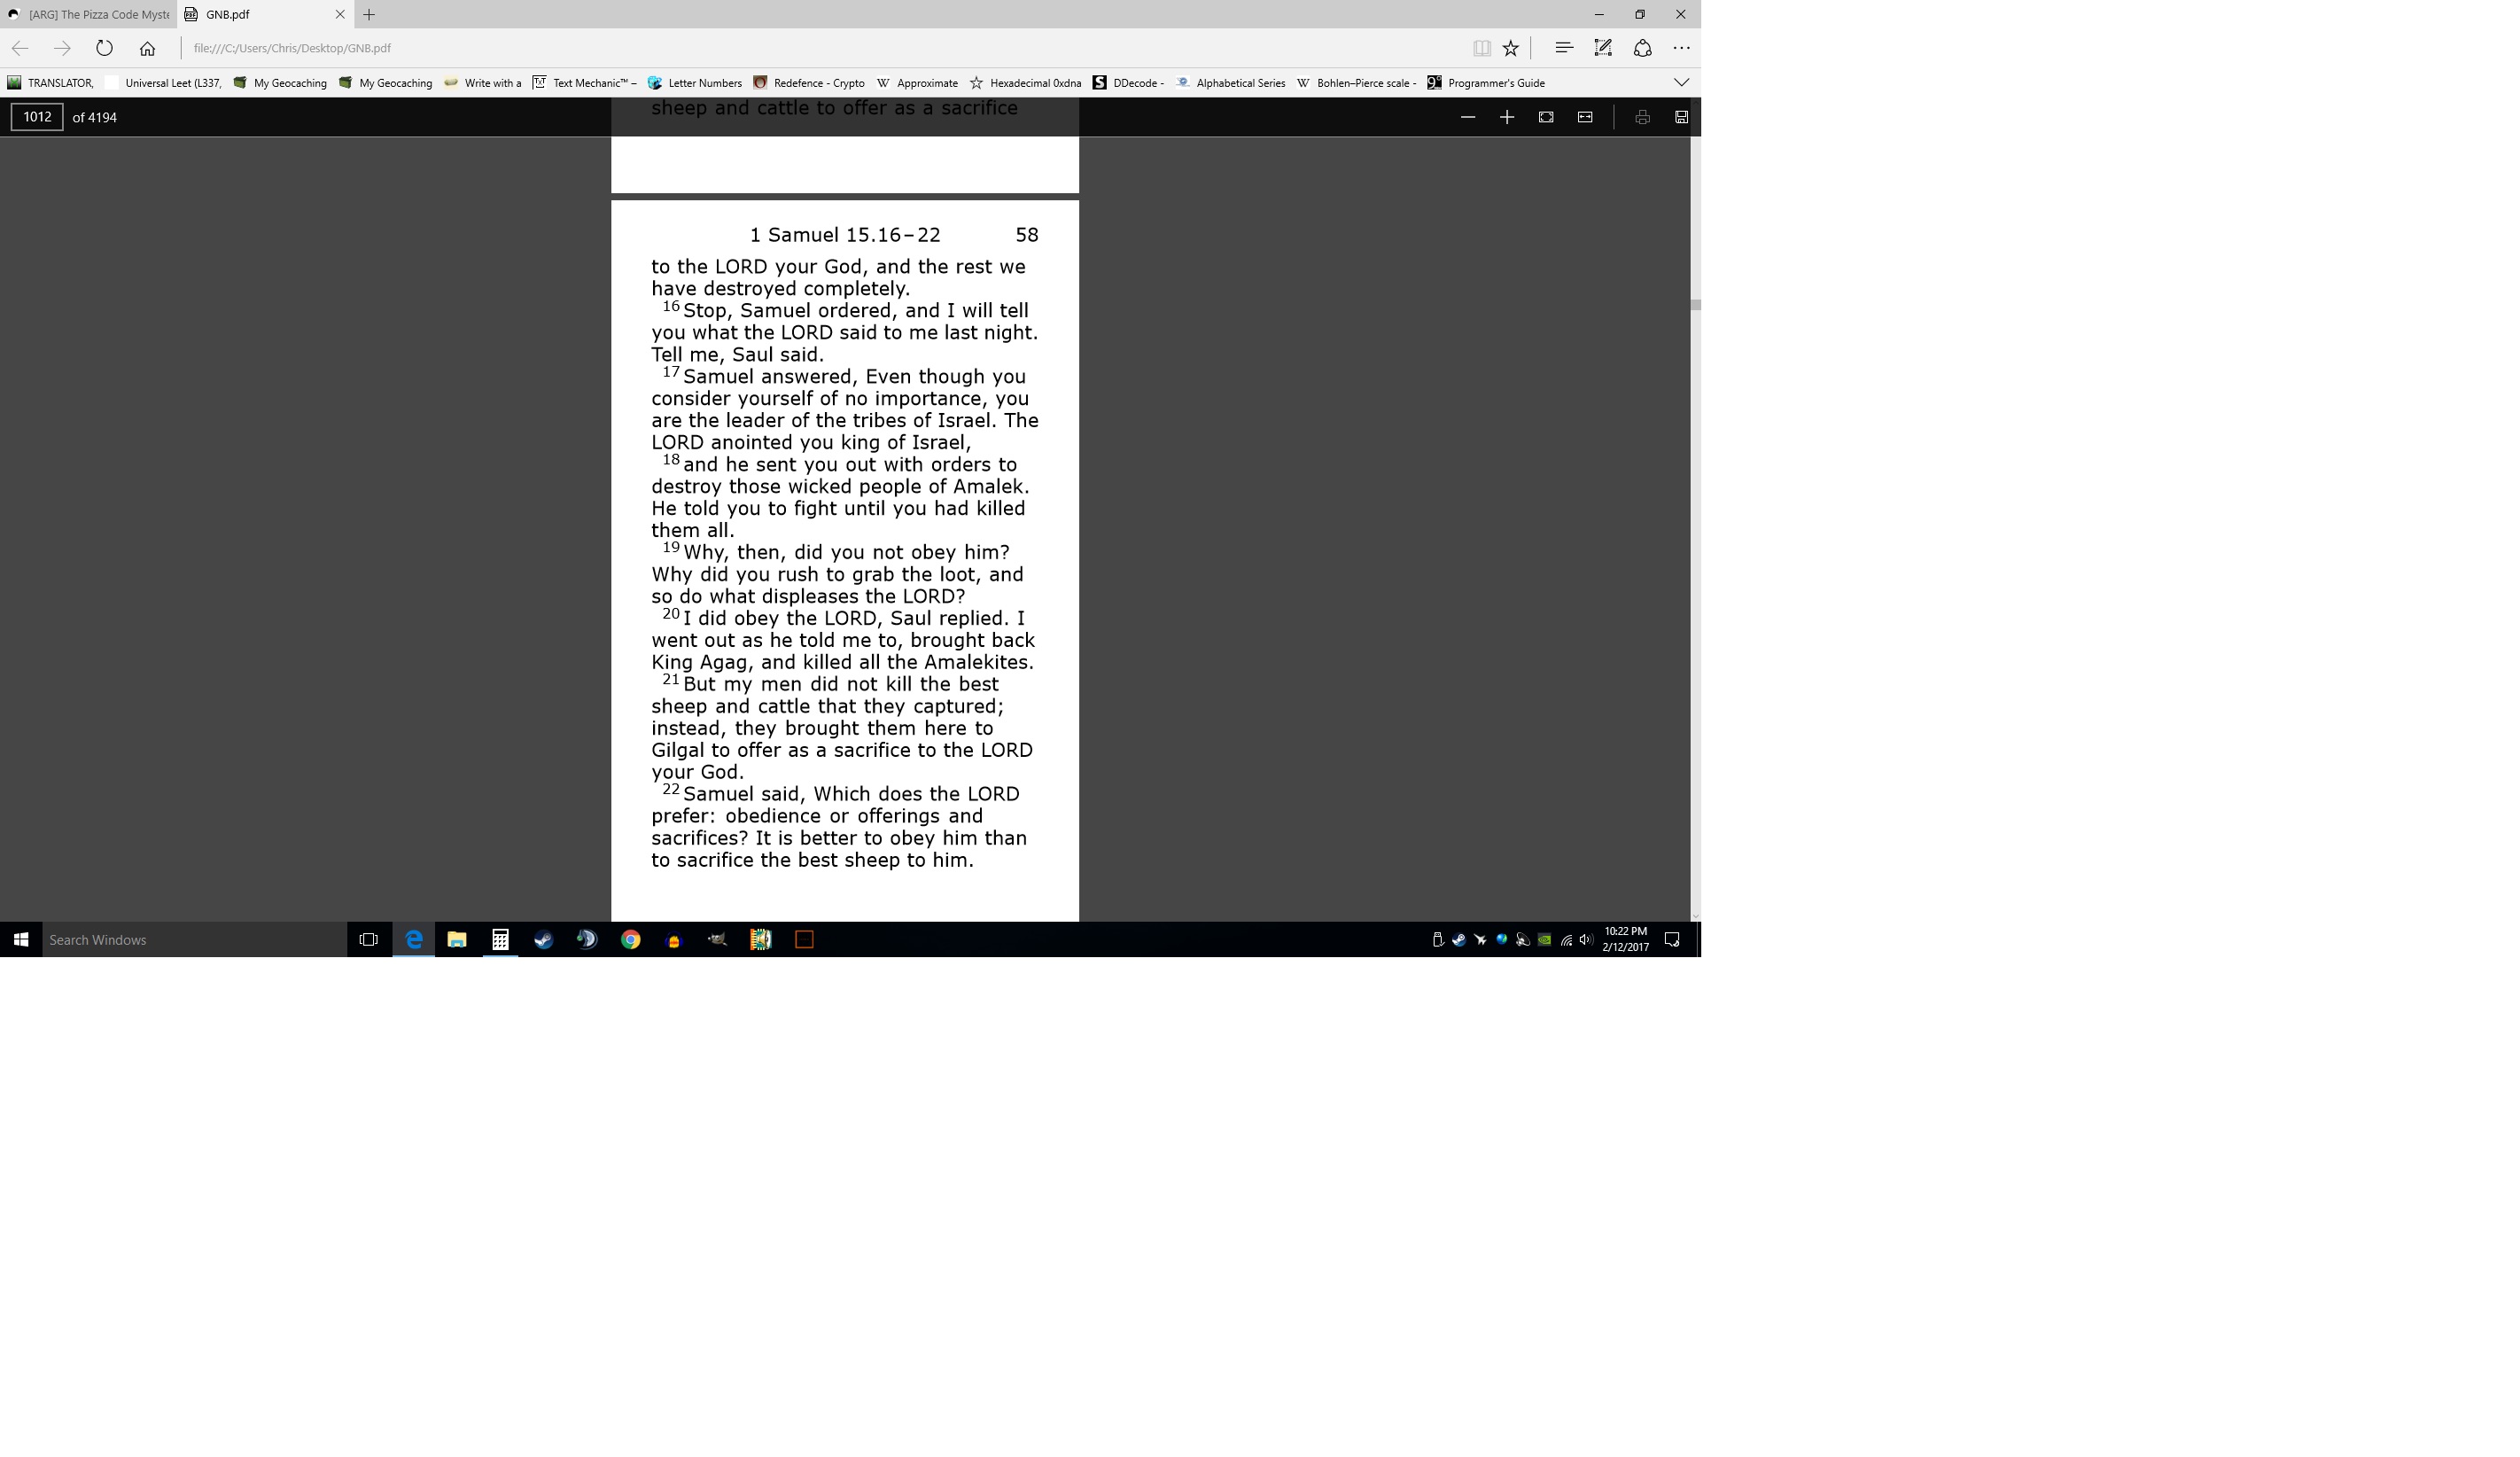 [ARG] The Pizza Code Myste
GNB.pdf
file:///C:/Users/Chris/Desktop/GNB.pdf
TRANSLATOR, Universal Leet (L337, My Geocaching My Geocaching Write with a Text Mechanic™ – Letter Numbers Redefence - Crypto Approximate Hexadecimal 0xdna DDecode - Alphabetical Series Bohlen–Pierce scale - Programmer's Guide
1012 of 4194
sheep and cattle to offer as a sacrifice
1 Samuel 15.16–22 58
to the LORD your God, and the rest we
have destroyed completely.
16 Stop, Samuel ordered, and I will tell
you what the LORD said to me last night.
Tell me, Saul said.
17 Samuel answered, Even though you
consider yourself of no importance, you
are the leader of the tribes of Israel. The
LORD anointed you king of Israel,
18 and he sent you out with orders to
destroy those wicked people of Amalek.
He told you to fight until you had killed
them all.
19 Why, then, did you not obey him?
Why did you rush to grab the loot, and
so do what displeases the LORD?
20 I did obey the LORD, Saul replied. I
went out as he told me to, brought back
King Agag, and killed all the Amalekites.
21 But my men did not kill the best
sheep and cattle that they captured;
instead, they brought them here to
Gilgal to offer as a sacrifice to the LORD
your God.
22 Samuel said, Which does the LORD
prefer: obedience or offerings and
sacrifices? It is better to obey him than
to sacrifice the best sheep to him.
Search Windows
10:22 PM
2/12/2017